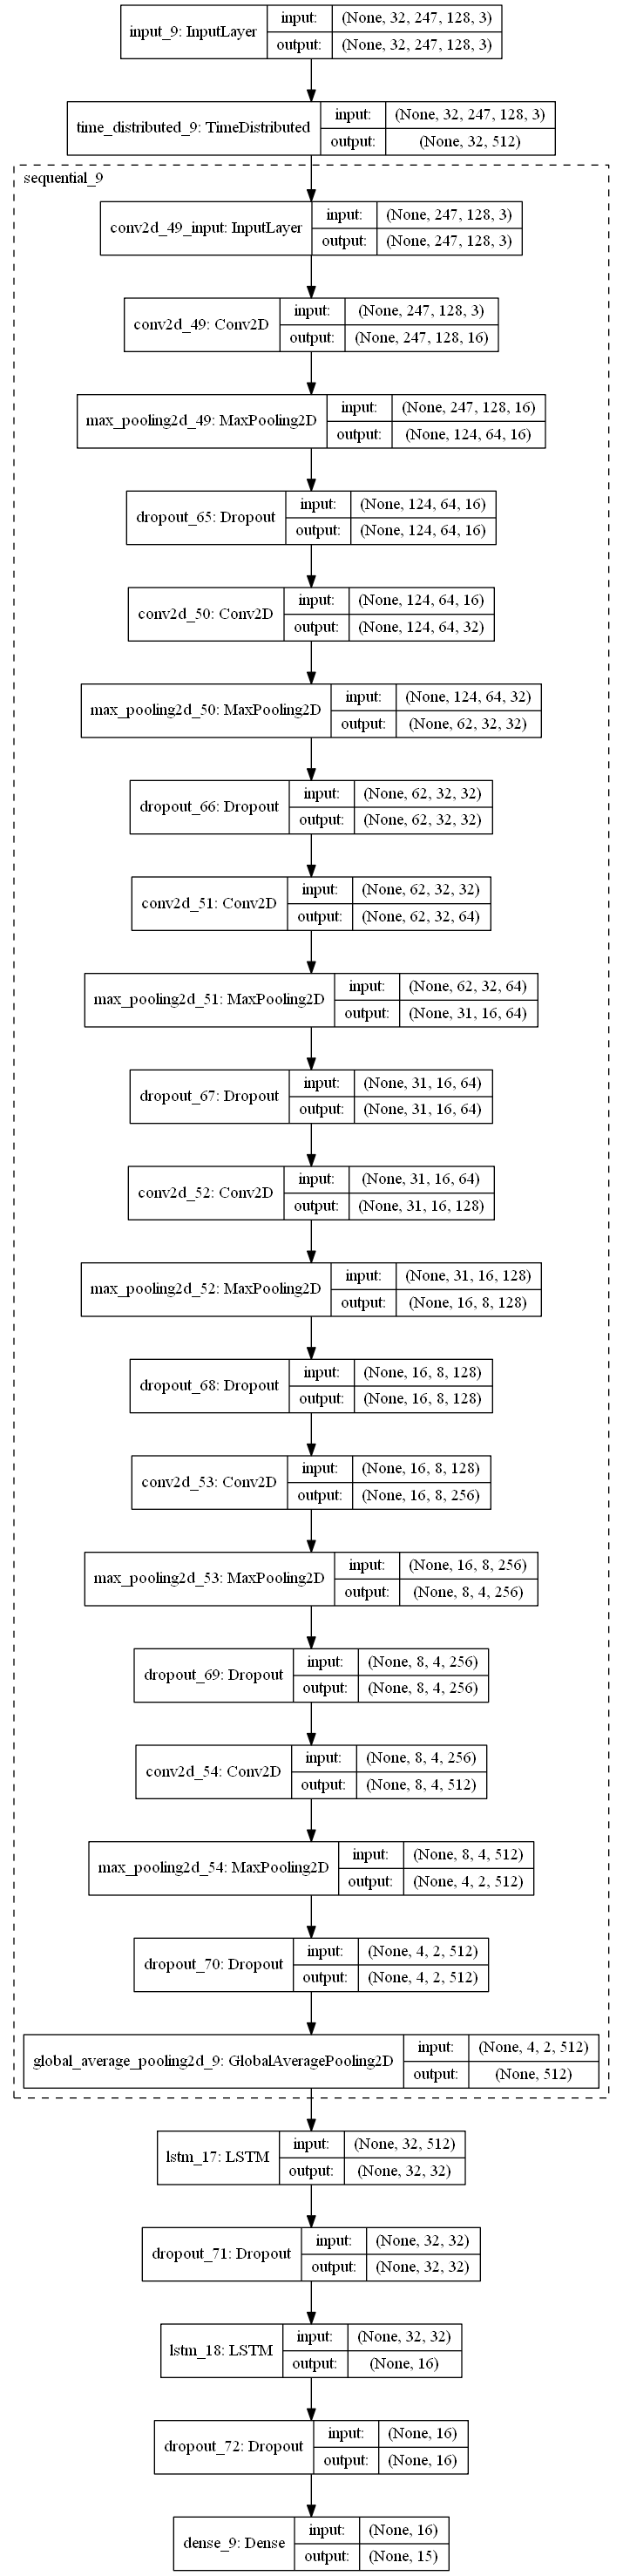 input_9: InputLayer
input: (None, 32, 247, 128, 3)
output: (None, 32, 247, 128, 3)
time_distributed_9: TimeDistributed
input: (None, 32, 247, 128, 3)
output: (None, 32, 512)
sequential_9
conv2d_49_input: InputLayer
input: (None, 247, 128, 3)
output: (None, 247, 128, 3)
conv2d_49: Conv2D
input: (None, 247, 128, 3)
output: (None, 247, 128, 16)
max_pooling2d_49: MaxPooling2D
input: (None, 247, 128, 16)
output: (None, 124, 64, 16)
dropout_65: Dropout
input: (None, 124, 64, 16)
output: (None, 124, 64, 16)
conv2d_50: Conv2D
input: (None, 124, 64, 16)
output: (None, 124, 64, 32)
max_pooling2d_50: MaxPooling2D
input: (None, 124, 64, 32)
output: (None, 62, 32, 32)
dropout_66: Dropout
input: (None, 62, 32, 32)
output: (None, 62, 32, 32)
conv2d_51: Conv2D
input: (None, 62, 32, 32)
output: (None, 62, 32, 64)
max_pooling2d_51: MaxPooling2D
input: (None, 62, 32, 64)
output: (None, 31, 16, 64)
dropout_67: Dropout
input: (None, 31, 16, 64)
output: (None, 31, 16, 64)
conv2d_52: Conv2D
input: (None, 31, 16, 64)
output: (None, 31, 16, 128)
max_pooling2d_52: MaxPooling2D
input: (None, 31, 16, 128)
output: (None, 16, 8, 128)
dropout_68: Dropout
input: (None, 16, 8, 128)
output: (None, 16, 8, 128)
conv2d_53: Conv2D
input: (None, 16, 8, 128)
output: (None, 16, 8, 256)
max_pooling2d_53: MaxPooling2D
input: (None, 16, 8, 256)
output: (None, 8, 4, 256)
dropout_69: Dropout
input: (None, 8, 4, 256)
output: (None, 8, 4, 256)
conv2d_54: Conv2D
input: (None, 8, 4, 256)
output: (None, 8, 4, 512)
max_pooling2d_54: MaxPooling2D
input: (None, 8, 4, 512)
output: (None, 4, 2, 512)
dropout_70: Dropout
input: (None, 4, 2, 512)
output: (None, 4, 2, 512)
global_average_pooling2d_9: GlobalAveragePooling2D
input: (None, 4, 2, 512)
output: (None, 512)
lstm_17: LSTM
input: (None, 32, 512)
output: (None, 32, 32)
dropout_71: Dropout
input: (None, 32, 32)
output: (None, 32, 32)
lstm_18: LSTM
input: (None, 32, 32)
output: (None, 16)
dropout_72: Dropout
input: (None, 16)
output: (None, 16)
dense_9: Dense
input: (None, 16)
output: (None, 15)